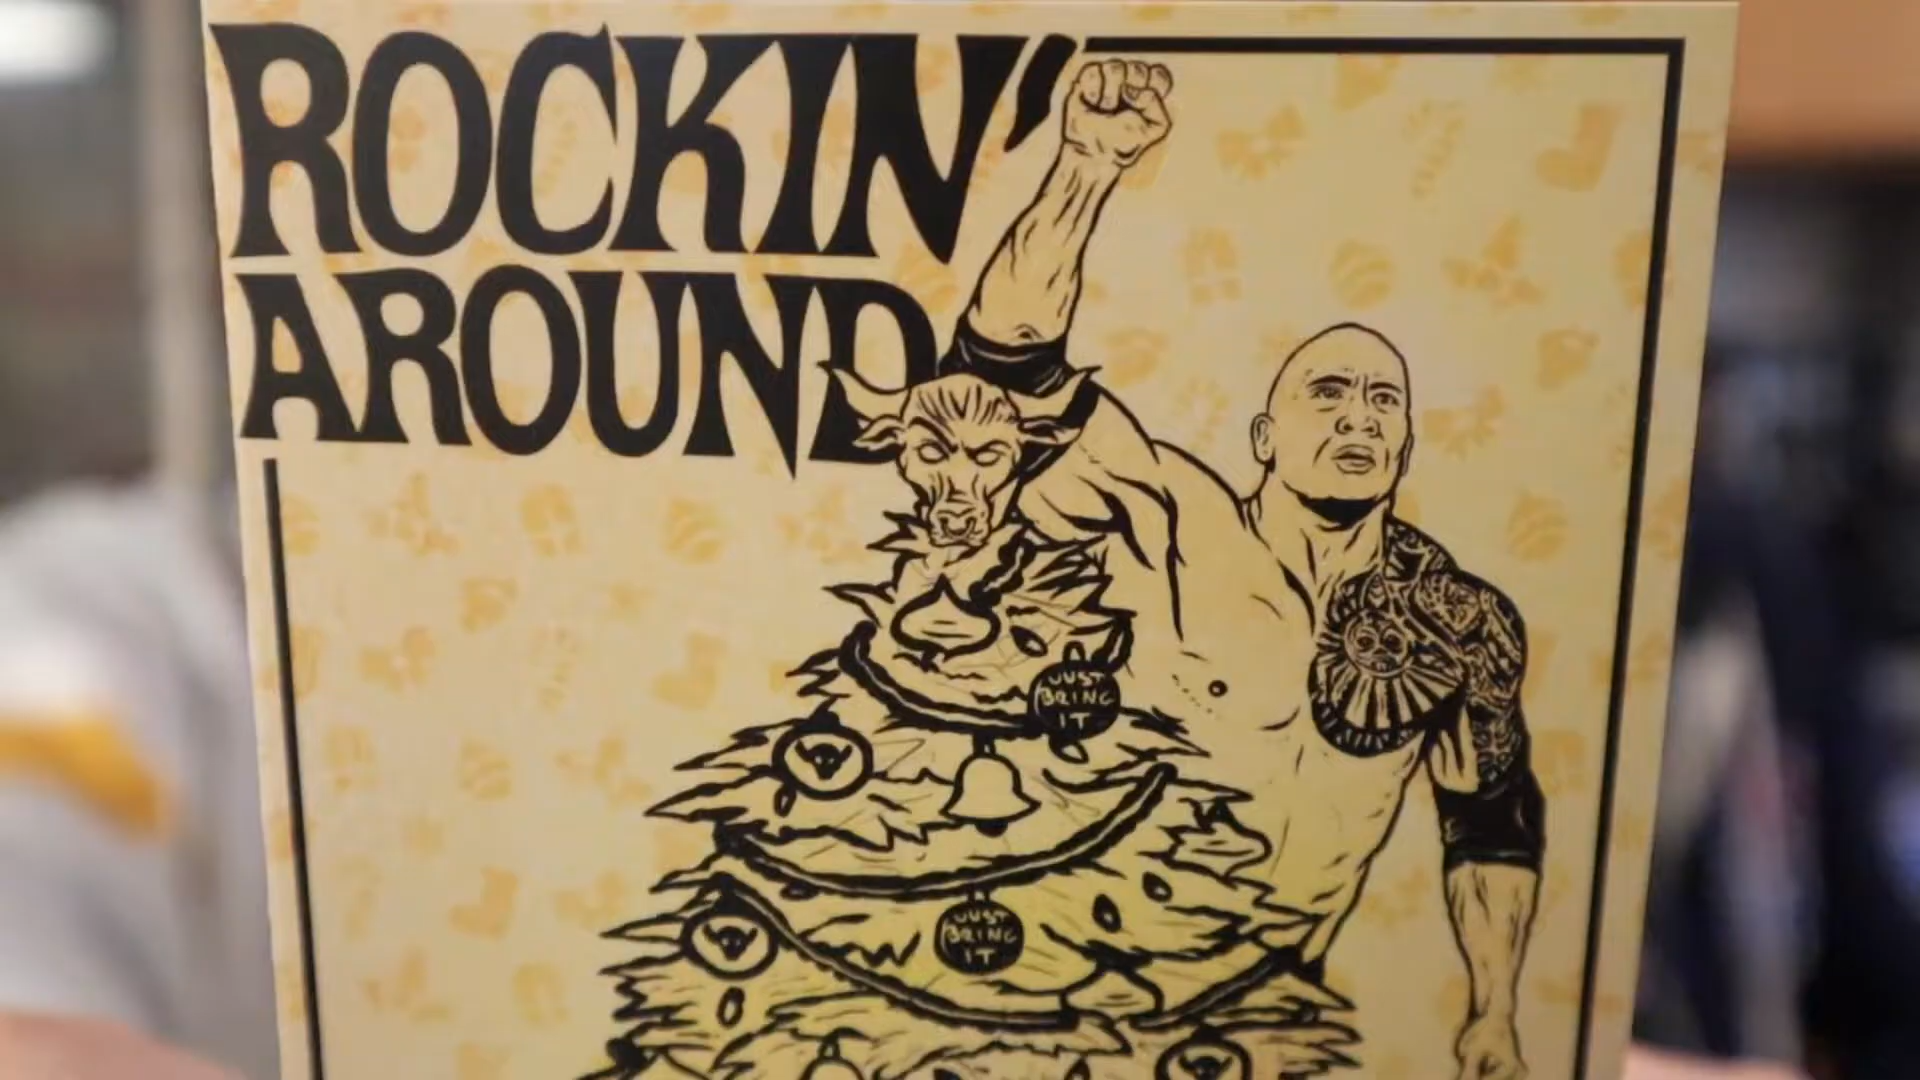 ROCKIN'
AROUND
JUST
BRING
IT
JUST
BRING
IT